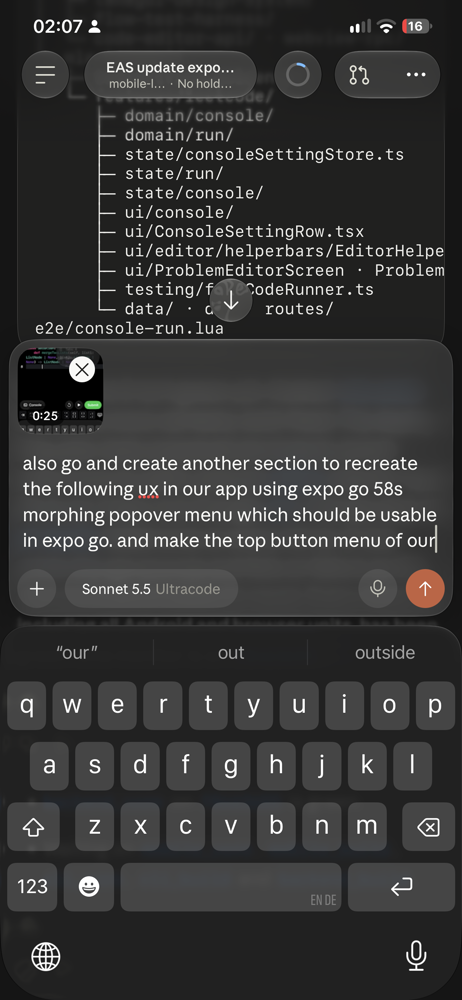 02:07
16
EAS update expo...
mobile-l... · No hold...
├─ domain/console/
├─ domain/run/
├─ state/consoleSettingStore.ts
├─ state/run/
├─ state/console/
├─ ui/console/
├─ ui/ConsoleSettingRow.tsx
├─ ui/editor/helperbars/EditorHelpe
├─ ui/ProblemEditorScreen · Problem
├─ testing/f CodeRunner.ts
└─ data/ · routes/
e2e/console-run.lua
0:25
also go and create another section to recreate
the following ux in our app using expo go 58s
morphing popover menu which should be usable
in expo go. and make the top button menu of our
Sonnet 5.5 Ultracode
“our” out outside
q w e r t y u i o p
a s d f g h j k l
z x c v b n m
123
EN DE